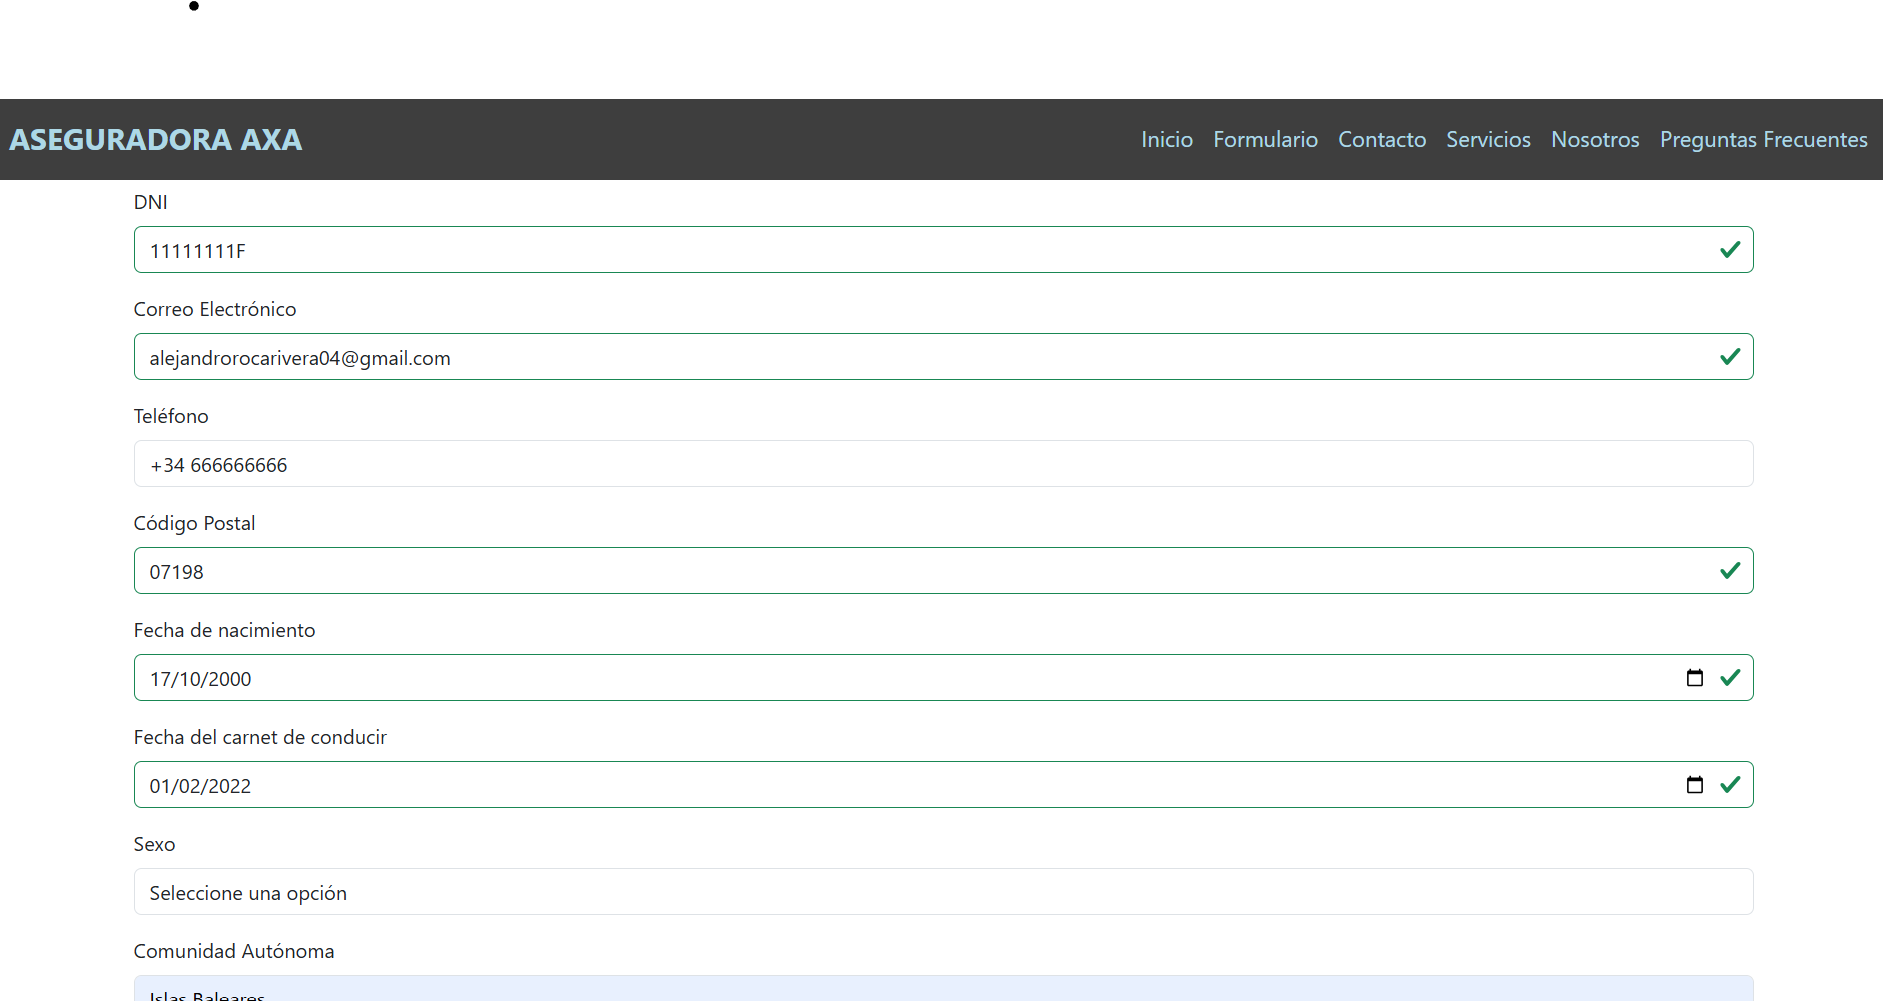 ASEGURADORA AXA
Inicio Formulario Contacto Servicios Nosotros Preguntas Frecuentes
DNI
11111111F
Correo Electrónico
alejandrorocarivera04@gmail.com
Teléfono
+34 666666666
Código Postal
07198
Fecha de nacimiento
17/10/2000
Fecha del carnet de conducir
01/02/2022
Sexo
Seleccione una opción
Comunidad Autónoma
Islas Baleares